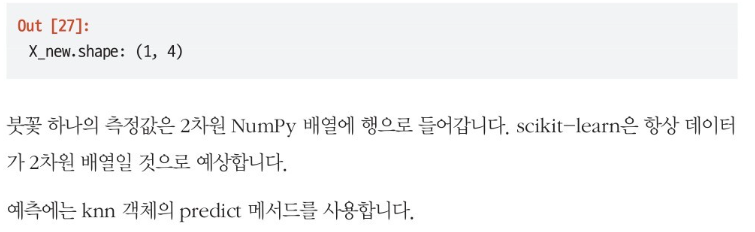 Out [27]:
X_new.shape: (1, 4)
붓꽃 하나의 측정값은 2차원 NumPy 배열에 행으로 들어갑니다. scikit-learn은 항상 데이터
가 2차원 배열일 것으로 예상합니다.
예측에는 knn 객체의 predict 메서드를 사용합니다.